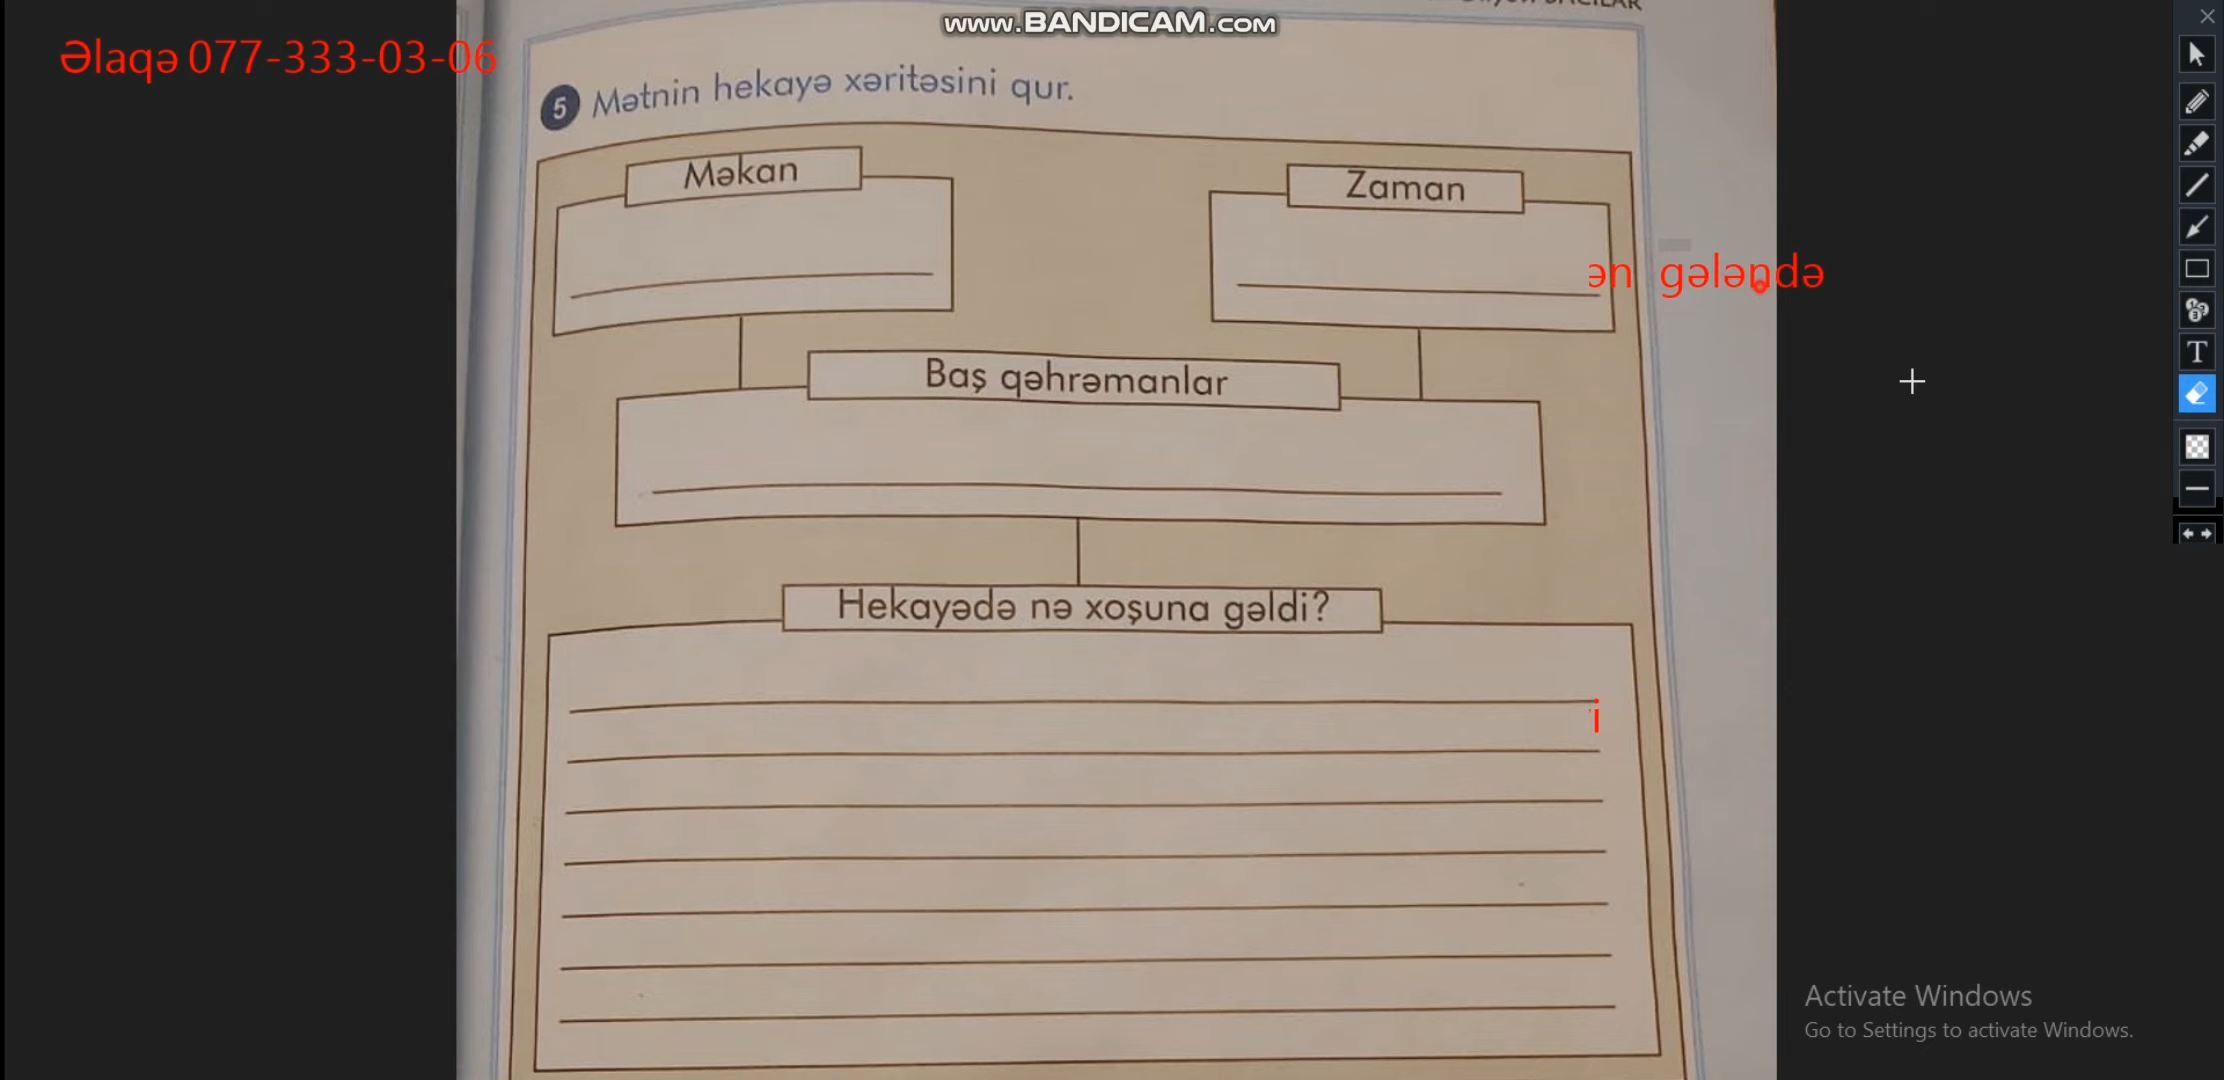 www.BANDICAM.com
Əlaqə 077-333-03-06
5 Mətnin hekayə xəritəsini qur.
Məkan
Zaman
ən gələndə
Baş qəhrəmanlar
Hekayədə nə xoşuna gəldi?
i
Activate Windows
Go to Settings to activate Windows.